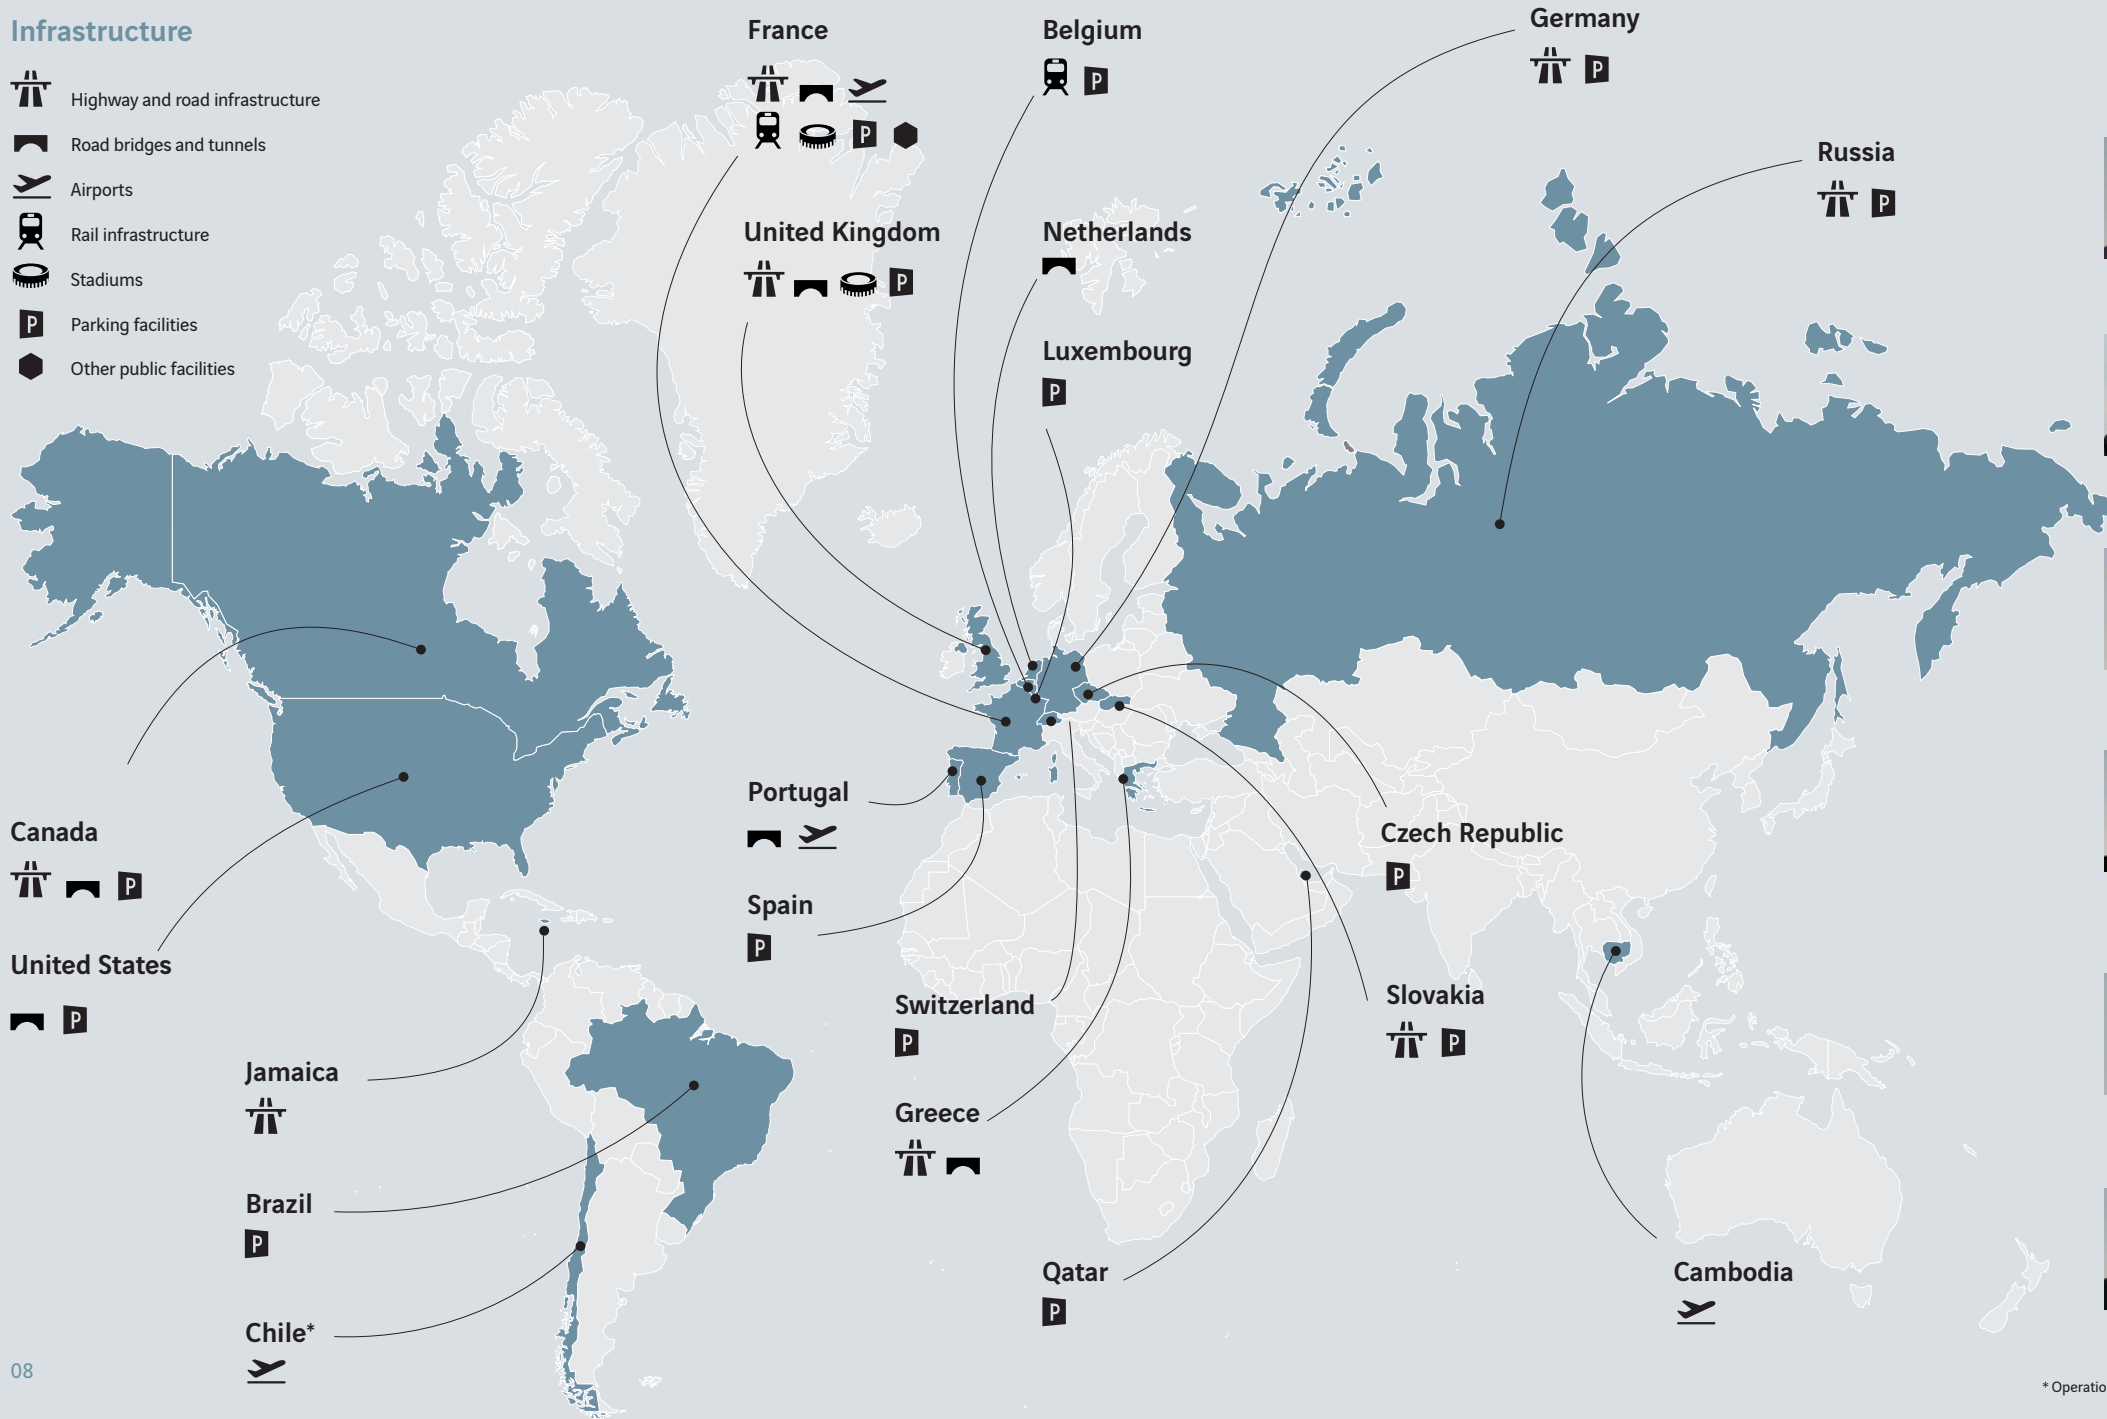 Infrastructure
Highway and road infrastructure
Road bridges and tunnels
Airports
Rail infrastructure
Stadiums
P Parking facilities
Other public facilities
France
P
Belgium
P
Germany
P
Russia
P
United Kingdom
P
Netherlands
Luxembourg
P
Canada
P
United States
P
Jamaica
Brazil
P
Chile*
Portugal
Spain
P
Switzerland
P
Greece
Qatar
P
Czech Republic
P
Slovakia
P
Cambodia
08
* Operatio